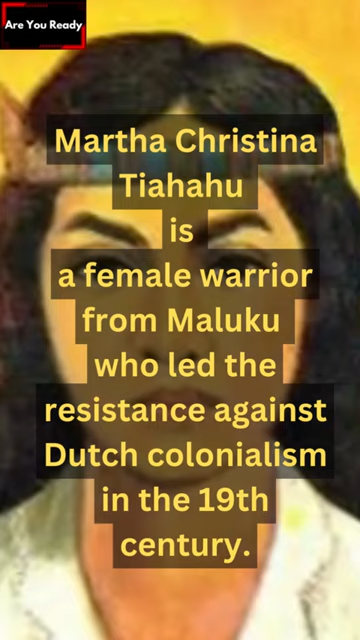 Are You Ready
Martha Christina
Tiahahu
is
a female warrior
from Maluku
who led the
resistance against
Dutch colonialism
in the 19th
century.